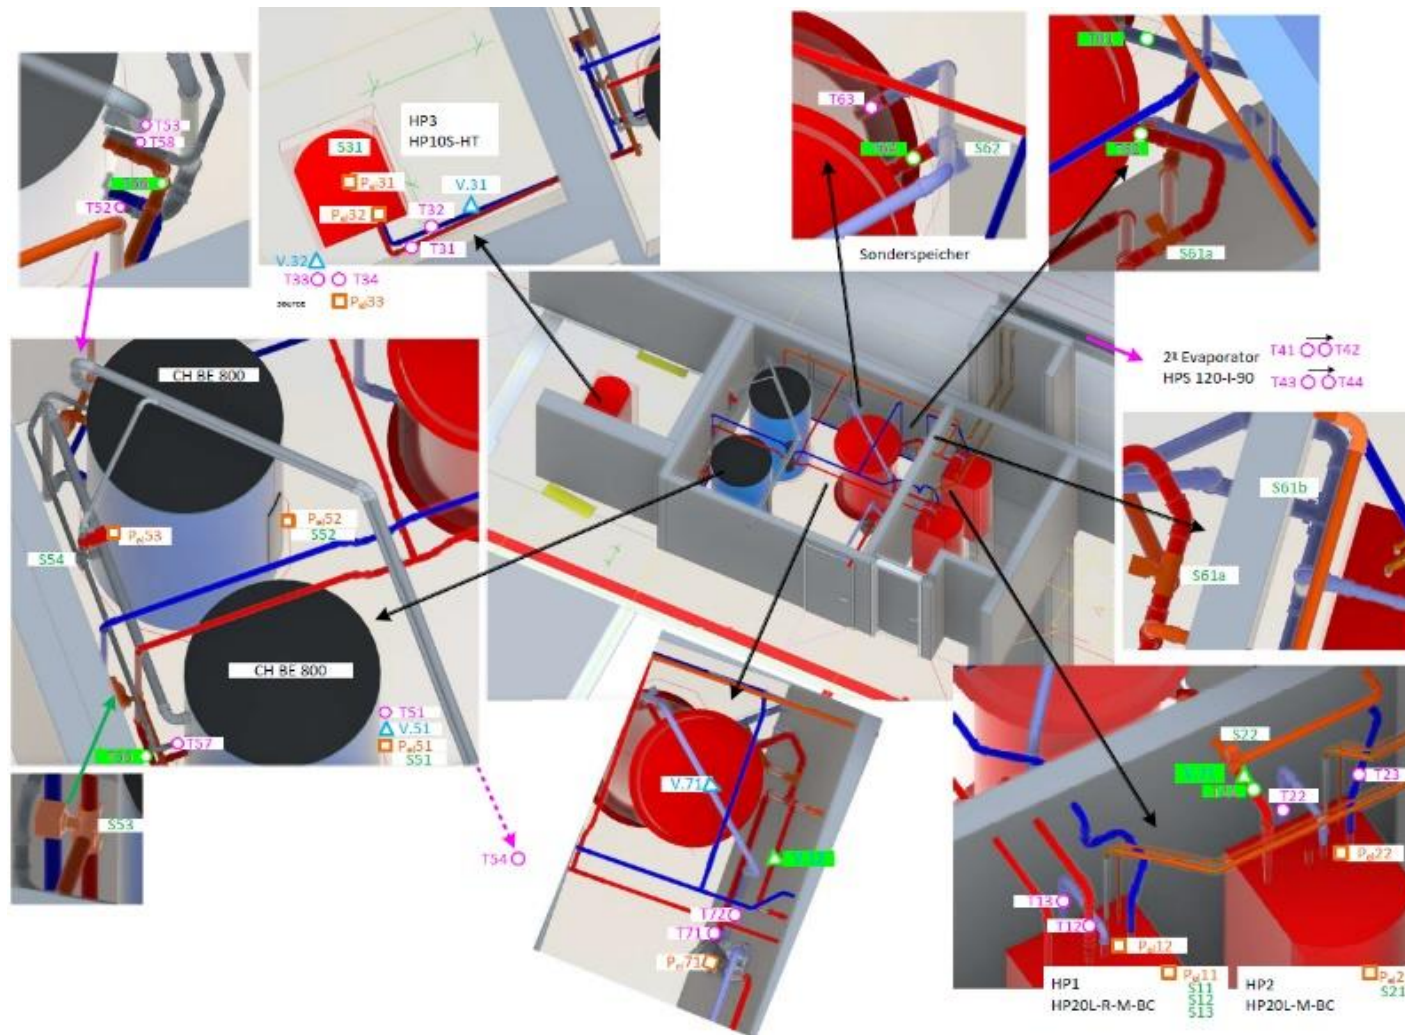 T53
T58
T52
HP3
HP10S-HT
S31
Pel31
Pel32
V.31
T32
T31
V.32
T33
T34
source
Pel33
T63
S62
Sonderspeicher
S61a
2ª Evaporator
HPS 120-I-90
T41
T42
T43
T44
CH BE 800
Pel53
Pel52
S52
S54
CH BE 800
T51
V.51
Pel51
S51
T57
S53
T54
S61b
S61a
V.71
T72
T71
Pel71
S22
T23
T22
Pel22
T13
T12
Pel12
HP1
HP20L-R-M-BC
Pel11
S11
S12
S13
HP2
HP20L-M-BC
Pel2
S21